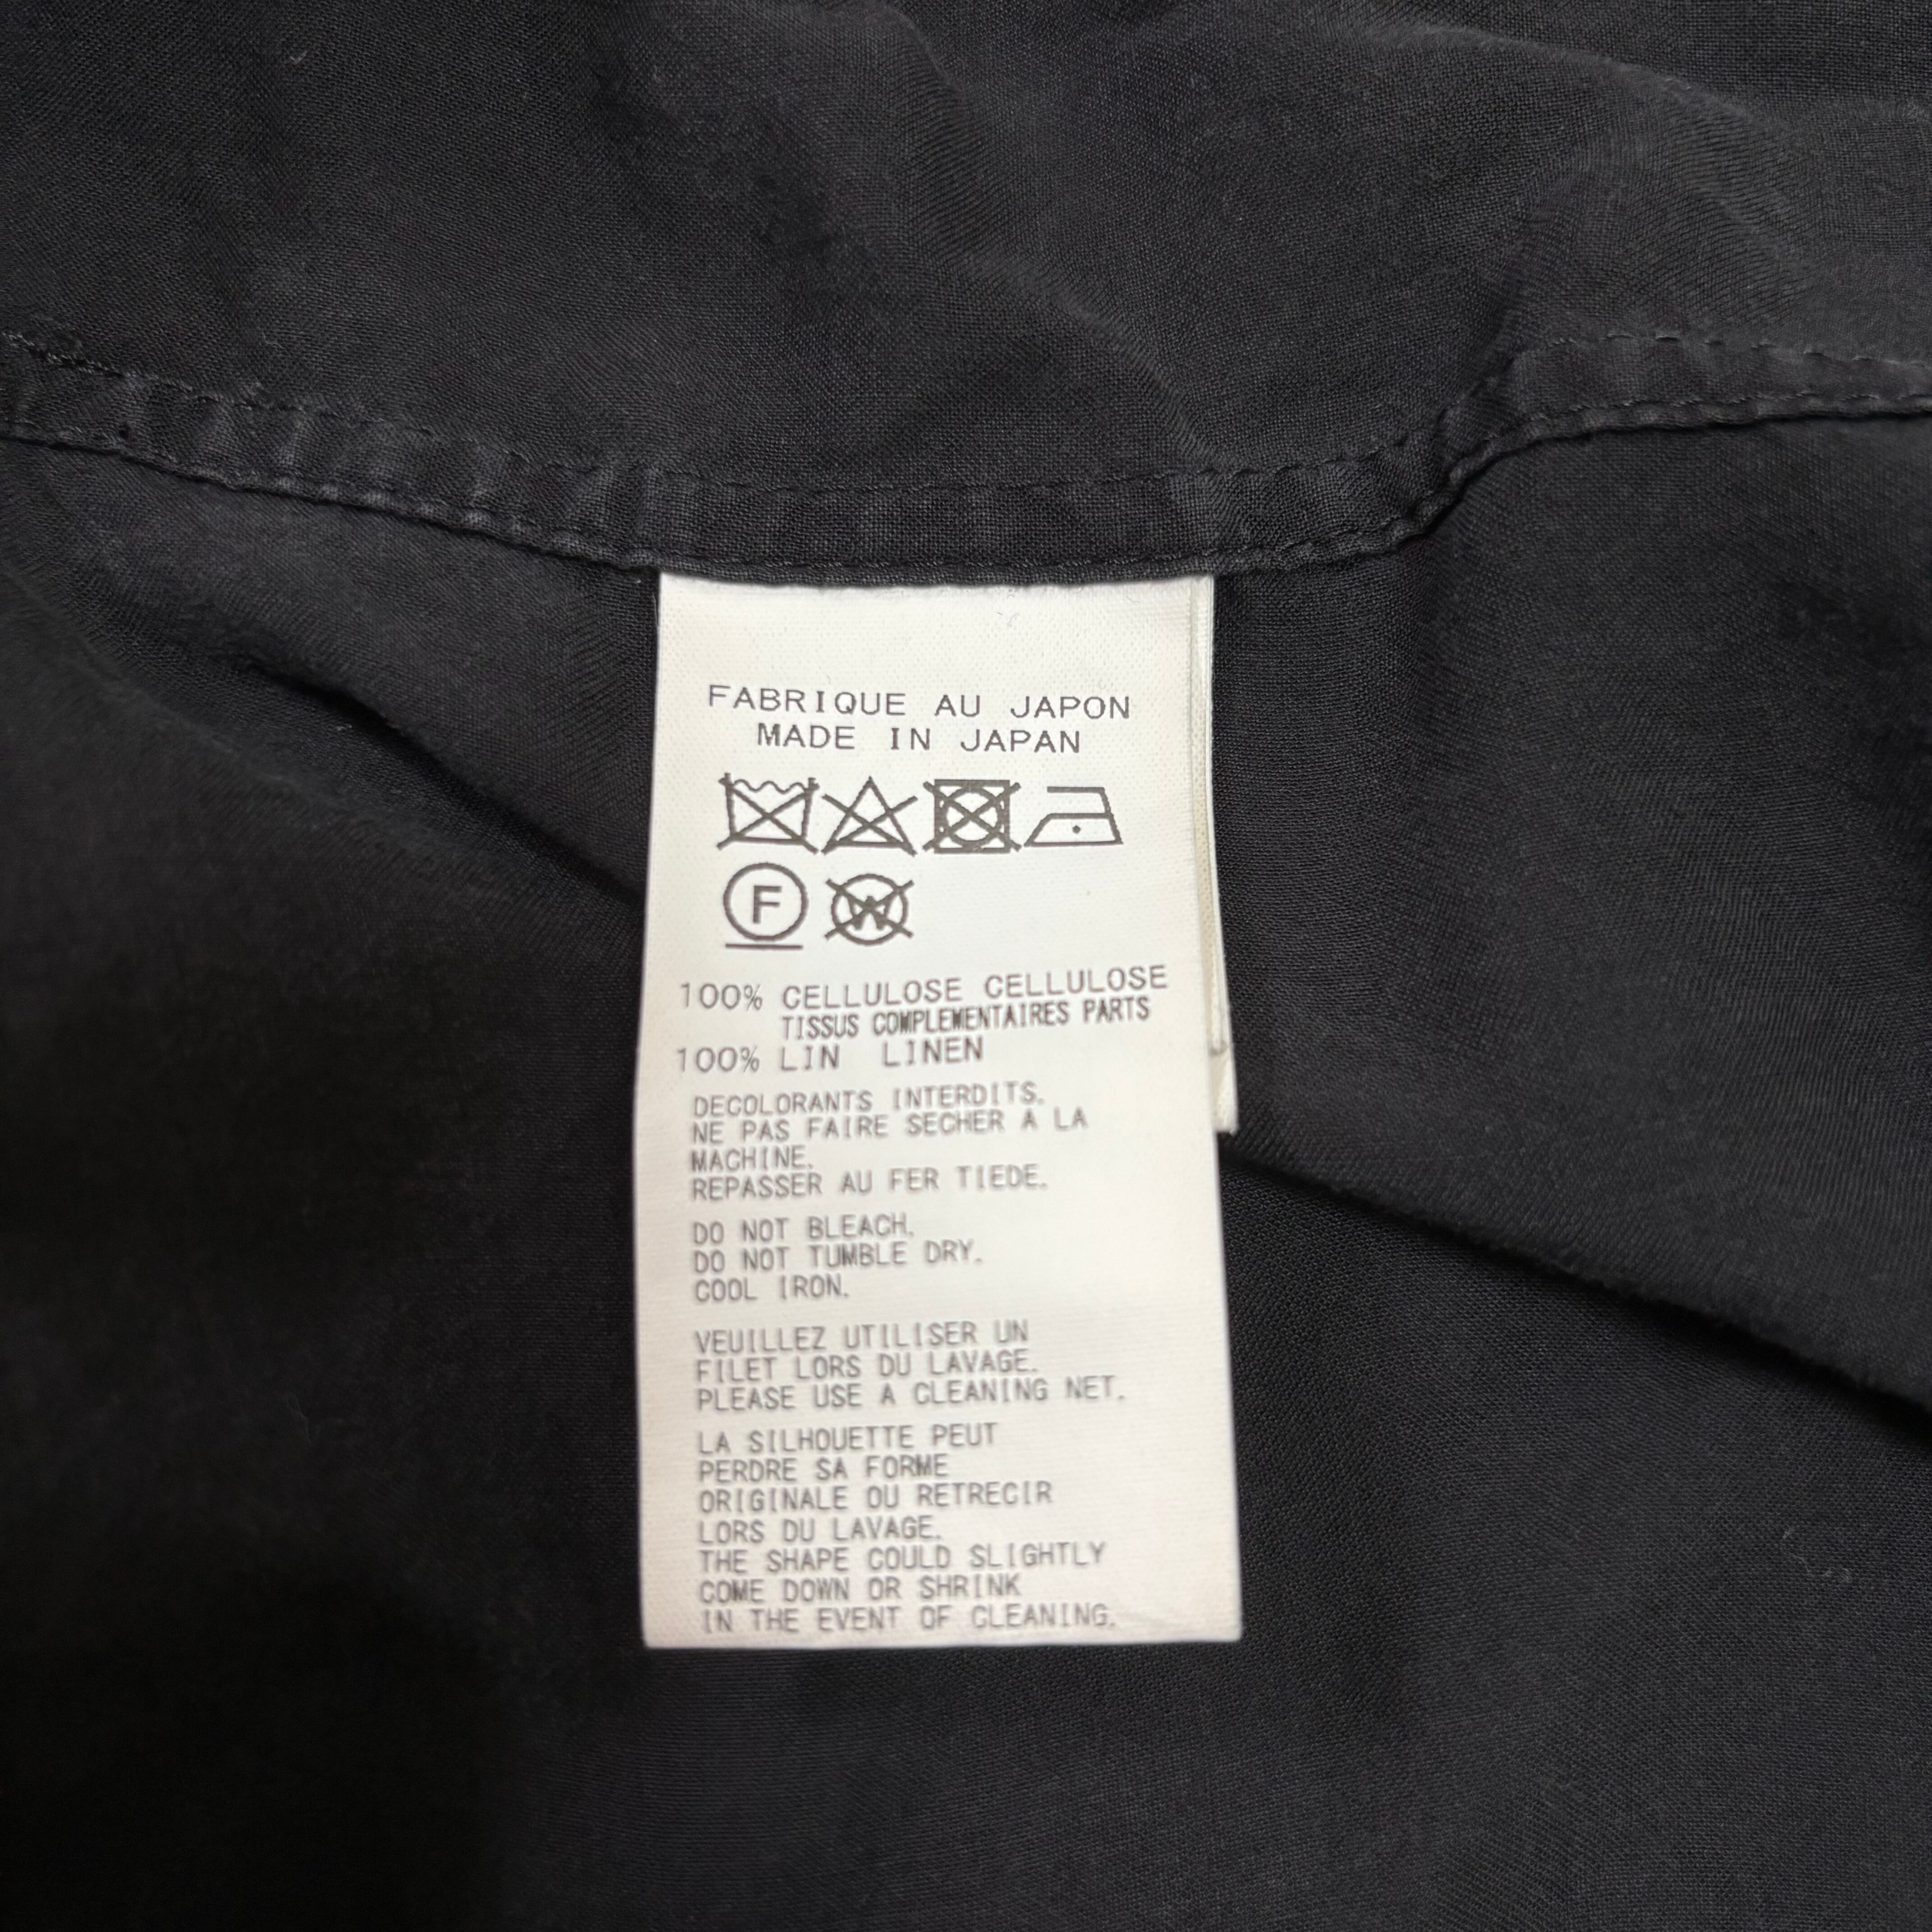 FABRIQUE AU JAPON
MADE IN JAPAN
F W
100% CELLULOSE CELLULOSE
TISSUS COMPLEMENTAIRES PARTS
100% LIN LINEN
DECOLORANTS INTERDITS.
NE PAS FAIRE SECHER A LA
MACHINE.
REPASSER AU FER TIEDE.
DO NOT BLEACH.
DO NOT TUMBLE DRY.
COOL IRON.
VEUILLEZ UTILISER UN
FILET LORS DU LAVAGE.
PLEASE USE A CLEANING NET.
LA SILHOUETTE PEUT
PERDRE SA FORME
ORIGINALE OU RETRECIR
LORS DU LAVAGE.
THE SHAPE COULD SLIGHTLY
COME DOWN OR SHRINK
IN THE EVENT OF CLEANING.